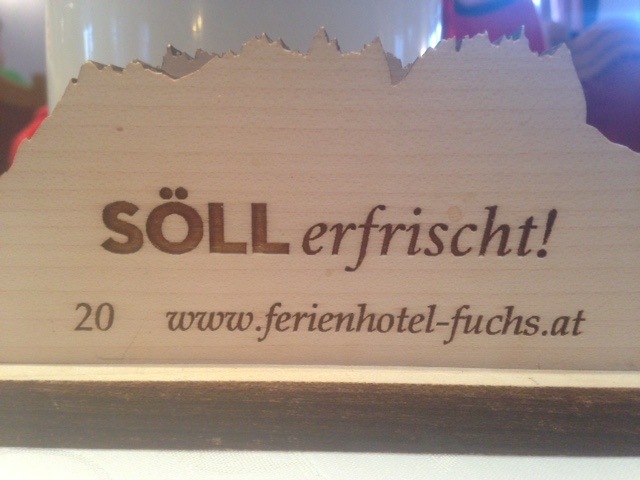 SÖLL erfrischt!
20 www.ferienhotel-fuchs.at